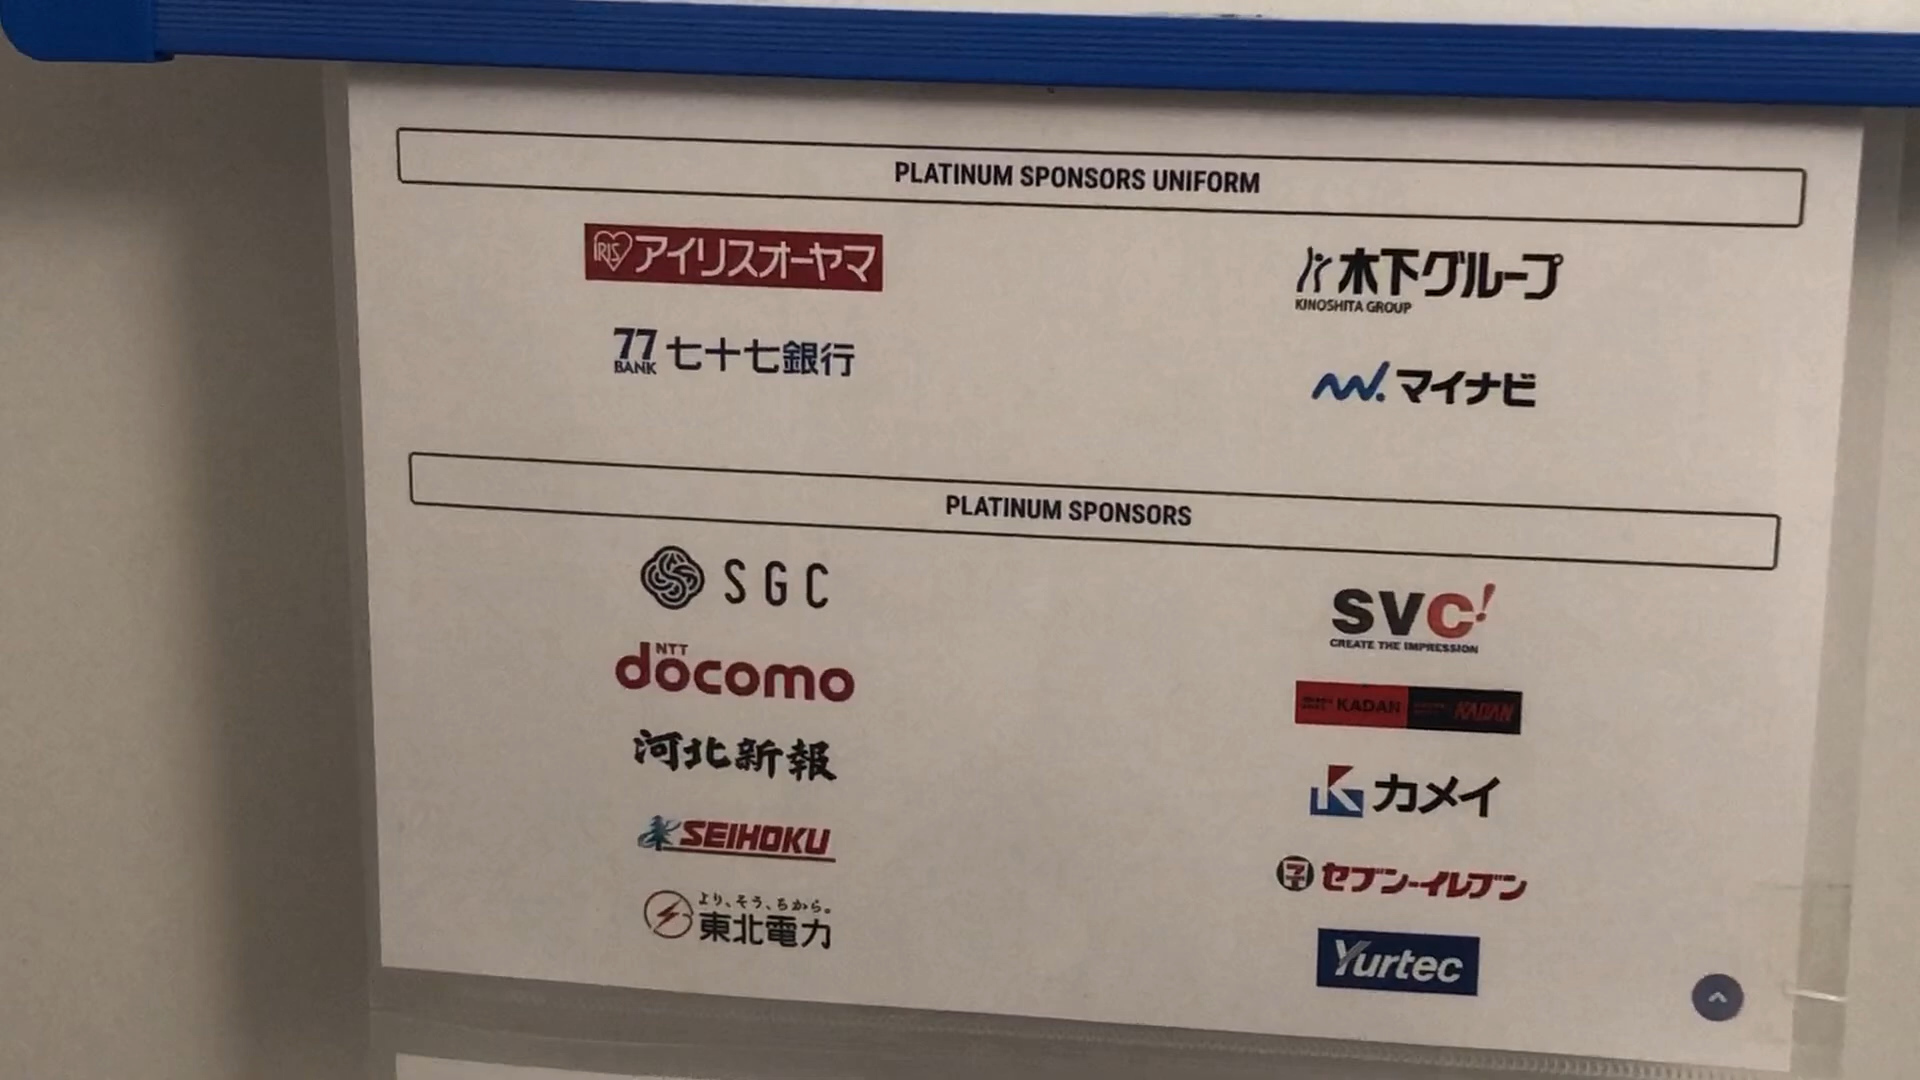 PLATINUM SPONSORS UNIFORM
IRIS アイリスオーヤマ
木下グループ
KINOSHITA GROUP
77 BANK 七十七銀行
マイナビ
PLATINUM SPONSORS
SGC
SVC!
CREATE THE IMPRESSION
NTT
docomo
KADAN KADAN
河北新報
カメイ
SEIHOKU
セブン-イレブン
より、そう、ちから。
東北電力
Yurtec